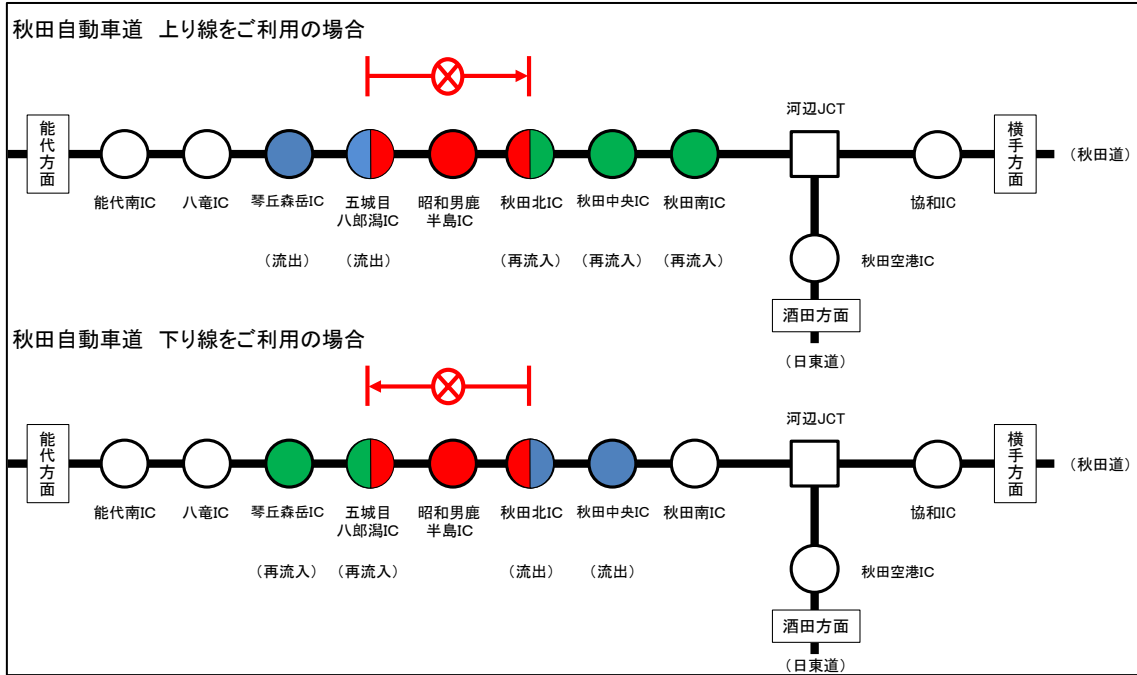 秋田自動車道 上り線をご利用の場合
河辺JCT
能代方面
横手方面
(秋田道)
能代南IC
八竜IC
琴丘森岳IC
五城目
八郎潟IC
昭和男鹿
半島IC
秋田北IC
秋田中央IC
秋田南IC
協和IC
(流出)
(流出)
(再流入)
(再流入)
(再流入)
秋田空港IC
酒田方面
(日東道)
秋田自動車道 下り線をご利用の場合
河辺JCT
能代方面
横手方面
(秋田道)
能代南IC
八竜IC
琴丘森岳IC
五城目
八郎潟IC
昭和男鹿
半島IC
秋田北IC
秋田中央IC
秋田南IC
協和IC
(再流入)
(再流入)
(流出)
(流出)
秋田空港IC
酒田方面
(日東道)